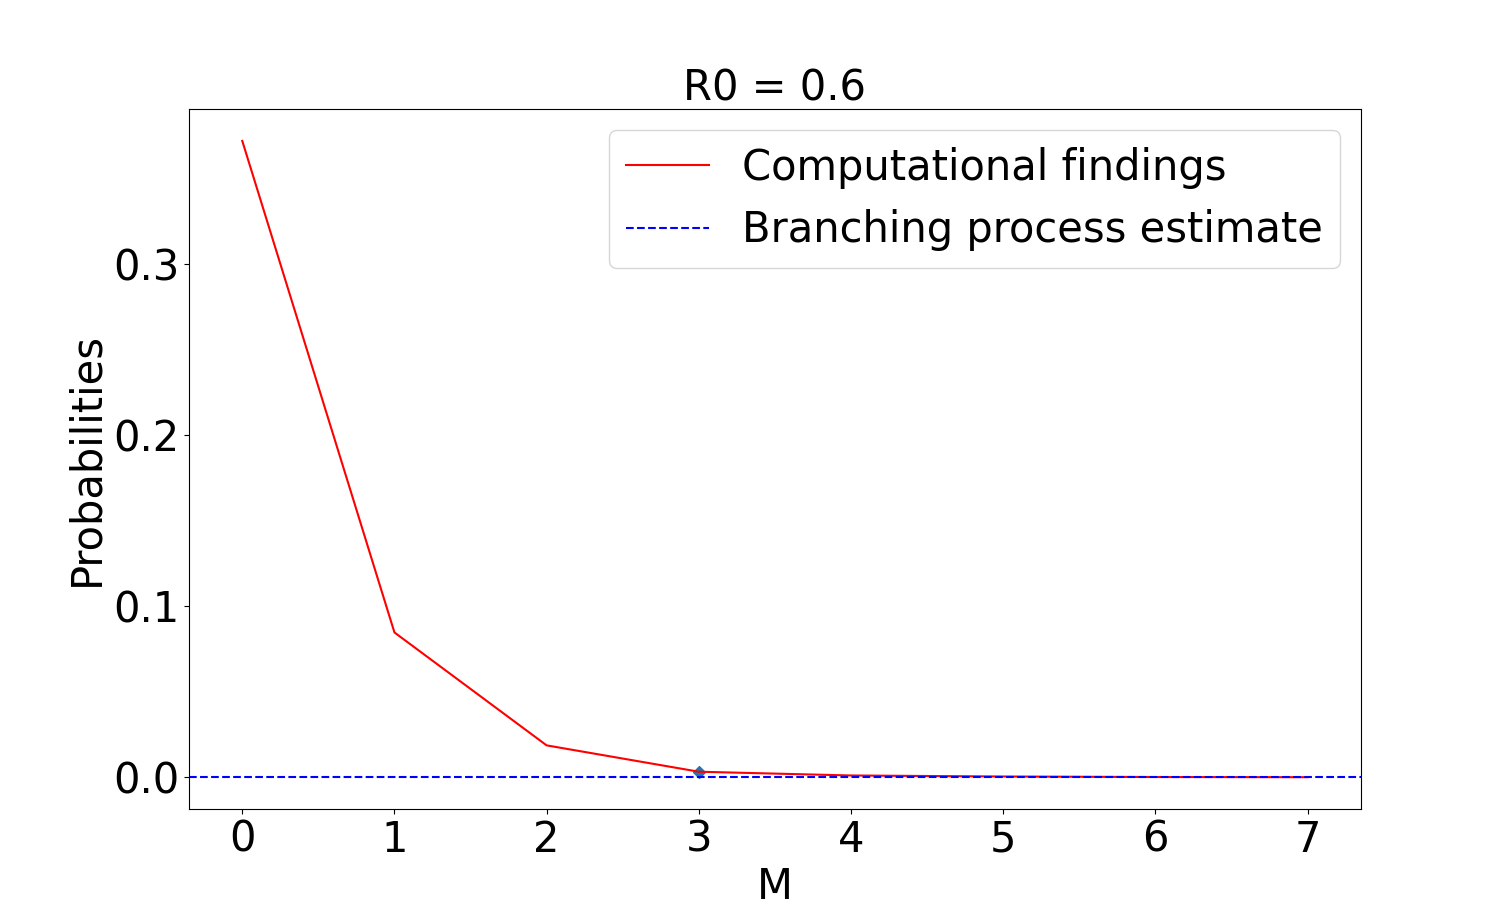 R0 = 0.6
Computational findings
Branching process estimate
Probabilities
0.3
0.2
0.1
0.0
0 1 2 3 4 5 6 7
M